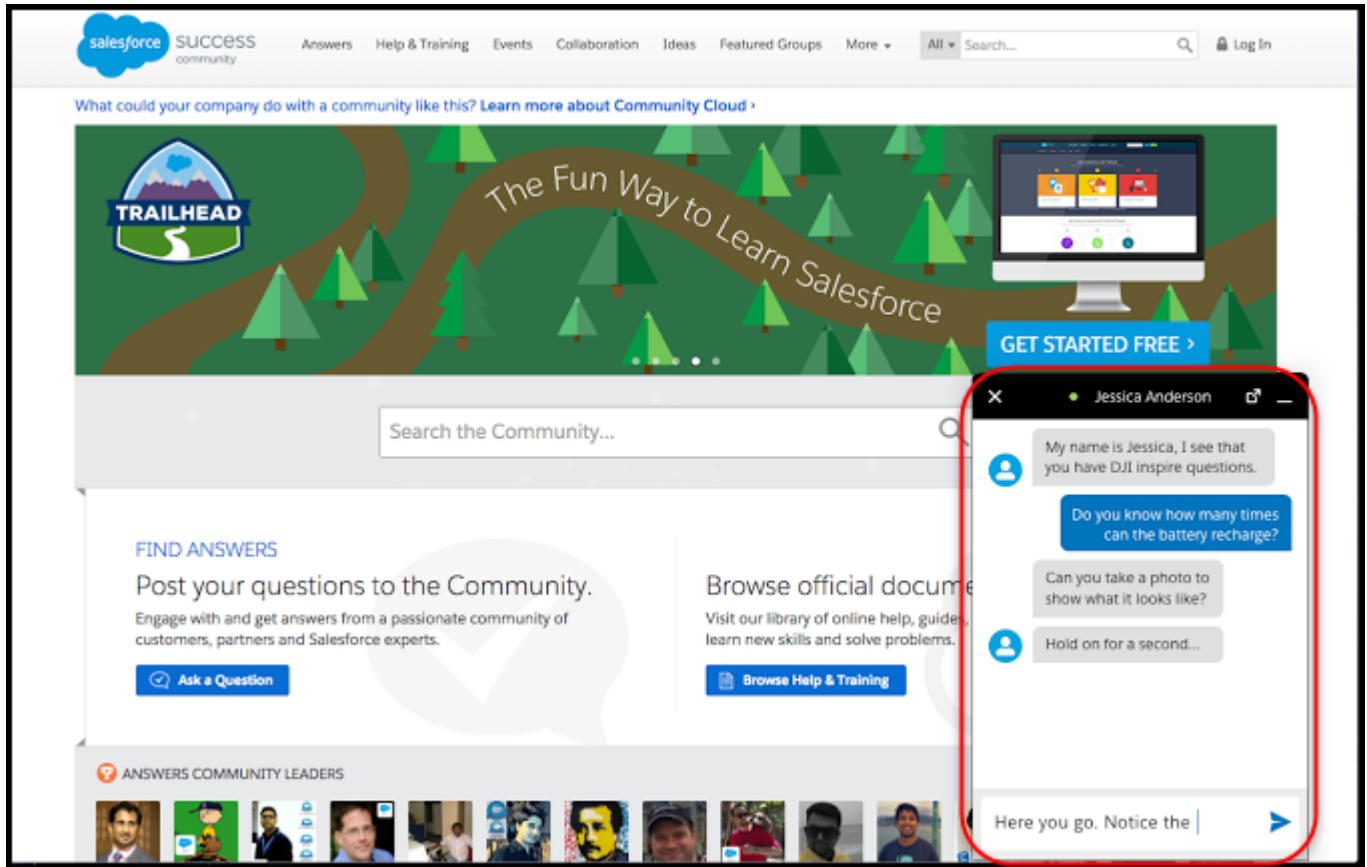 salesforce
success
community
Answers Help & Training Events Collaboration Ideas Featured Groups More All Search... Log In
What could your company do with a community like this? Learn more about Community Cloud ›
TRAILHEAD
The Fun Way to Learn Salesforce
GET STARTED FREE ›
Search the Community...
FIND ANSWERS
Post your questions to the Community.
Engage with and get answers from a passionate community of
customers, partners and Salesforce experts.
Ask a Question
Browse official docume
Visit our library of online help, guides,
learn new skills and solve problems.
Browse Help & Training
ANSWERS COMMUNITY LEADERS
Jessica Anderson
My name is Jessica, I see that
you have DJI inspire questions.
Do you know how many times
can the battery recharge?
Can you take a photo to
show what it looks like?
Hold on for a second...
Here you go. Notice the